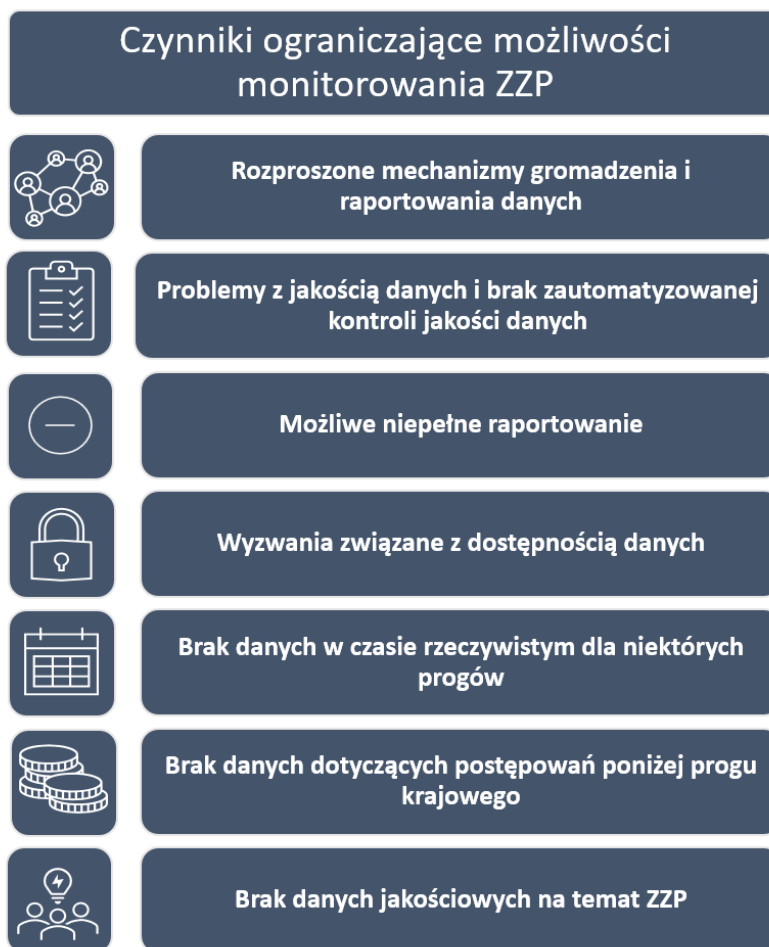 Czynniki ograniczające możliwości
monitorowania ZZP
Rozproszone mechanizmy gromadzenia i
raportowania danych
Problemy z jakością danych i brak zautomatyzowanej
kontroli jakości danych
Możliwe niepełne raportowanie
Wyzwania związane z dostępnością danych
Brak danych w czasie rzeczywistym dla niektórych
progów
Brak danych dotyczących postępowań poniżej progu
krajowego
Brak danych jakościowych na temat ZZP